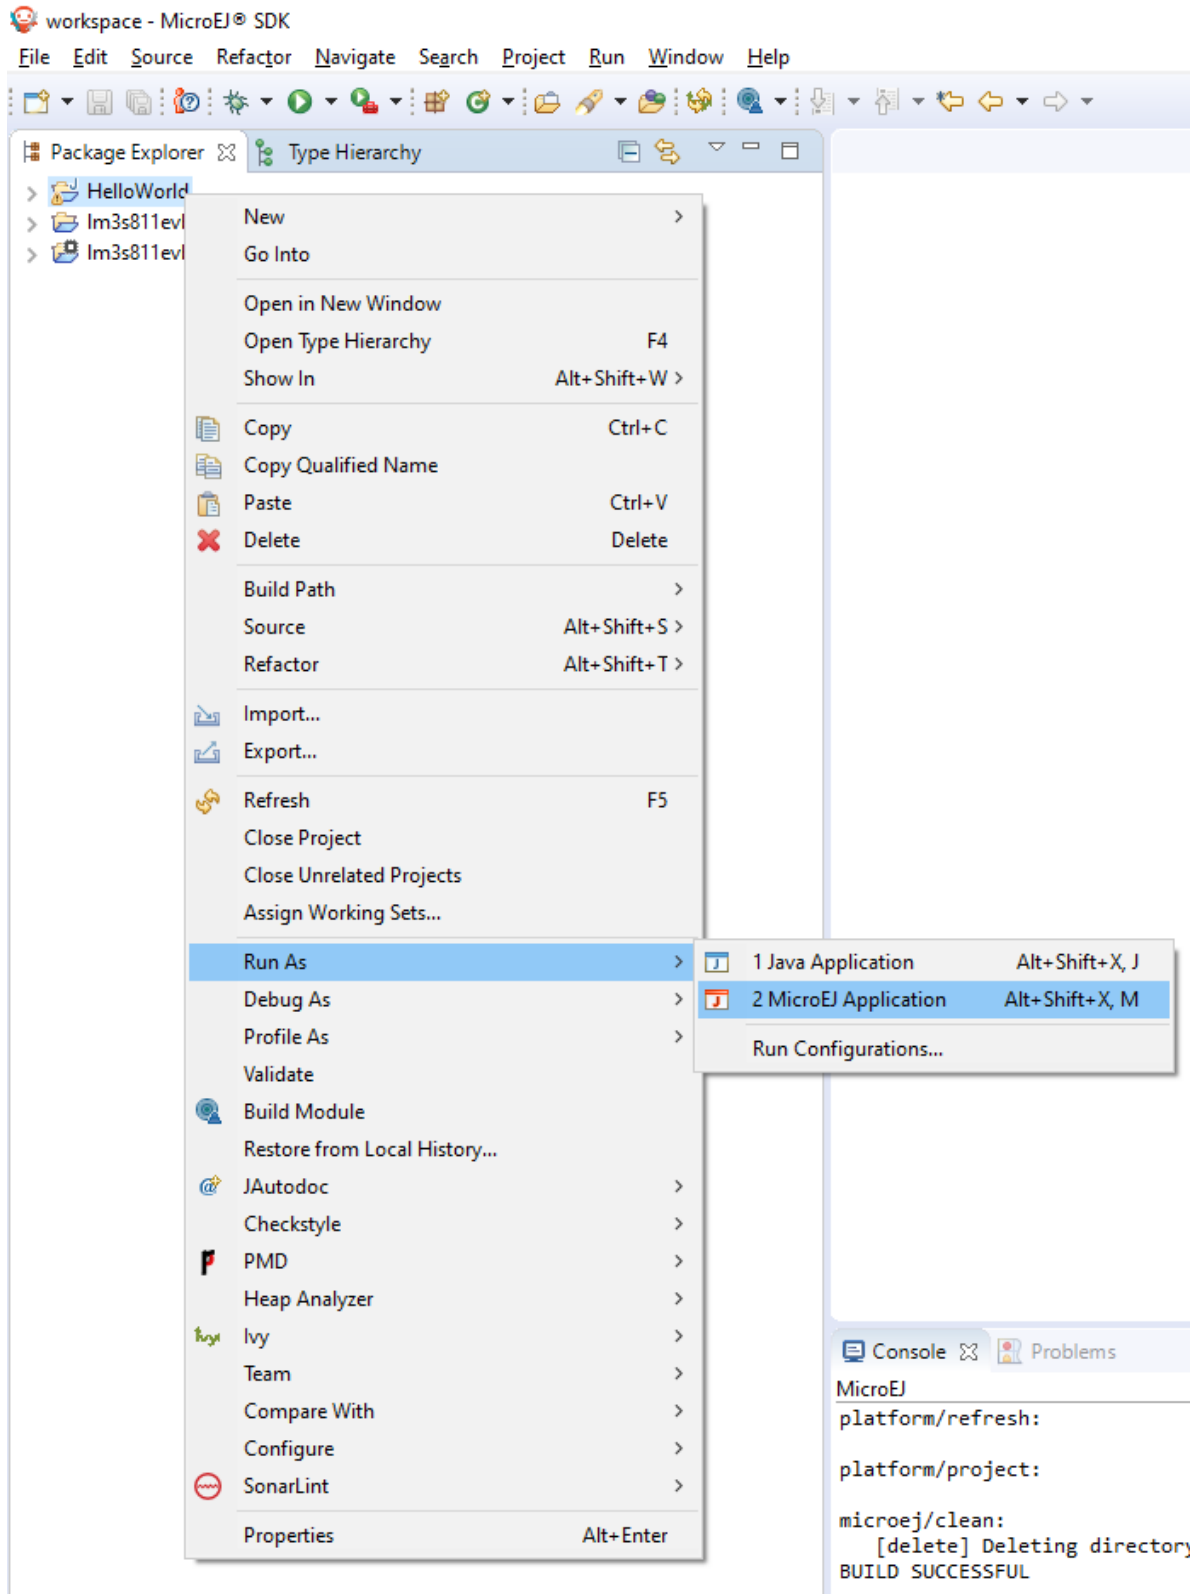 workspace - MicroEJ® SDK
File Edit Source Refactor Navigate Search Project Run Window Help
Package Explorer Type Hierarchy
HelloWorld
lm3s811evl
lm3s811evl
New
Go Into
Open in New Window
Open Type Hierarchy F4
Show In Alt+Shift+W
Copy Ctrl+C
Copy Qualified Name
Paste Ctrl+V
Delete Delete
Build Path
Source Alt+Shift+S
Refactor Alt+Shift+T
Import...
Export...
Refresh F5
Close Project
Close Unrelated Projects
Assign Working Sets...
Run As
1 Java Application Alt+Shift+X, J
Debug As
2 MicroEJ Application Alt+Shift+X, M
Profile As
Run Configurations...
Validate
Build Module
Restore from Local History...
JAutodoc
Checkstyle
PMD
Heap Analyzer
Ivy
Team
Compare With
Configure
SonarLint
Properties Alt+Enter
Console Problems
MicroEJ
platform/refresh:
platform/project:
microej/clean:
[delete] Deleting directory
BUILD SUCCESSFUL